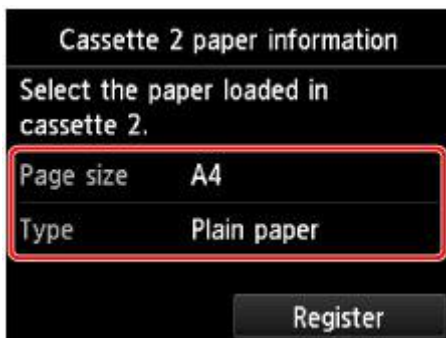 Cassette 2 paper information
Select the paper loaded in
cassette 2.
Page size A4
Type Plain paper
Register